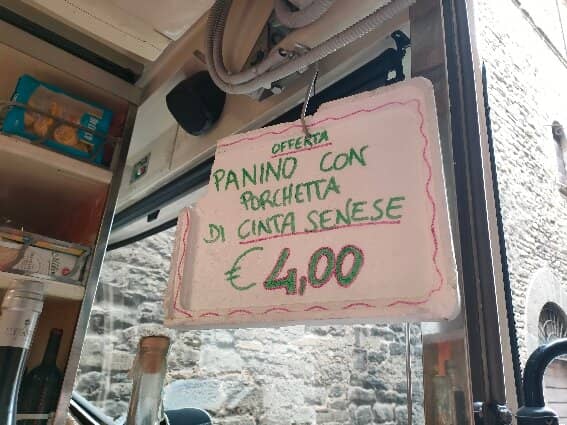 OFFERTA
PANINO CON
PORCHETTA
DI CINTA SENESE
€ 4,00